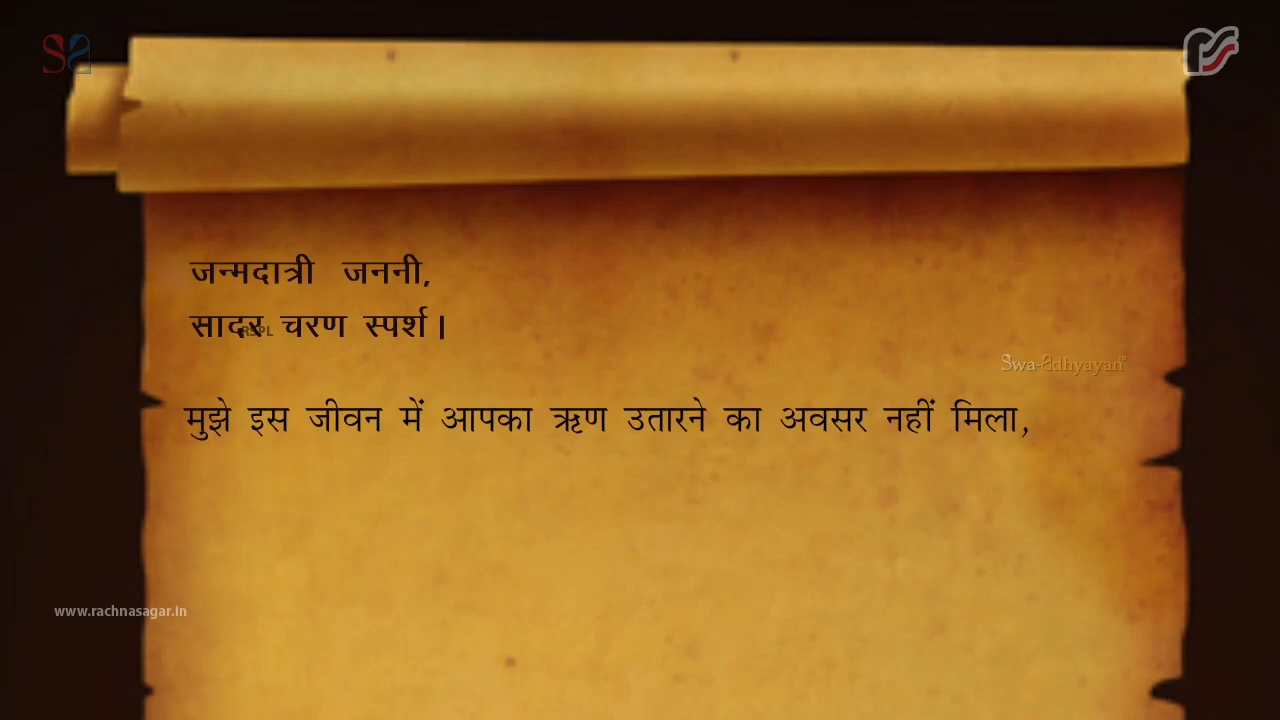 जन्मदात्री जननी,
सादर चरण स्पर्श।
RSPL
Swa-Adhyayan
मुझे इस जीवन में आपका ऋण उतारने का अवसर नहीं मिला,
www.rachnasagar.in